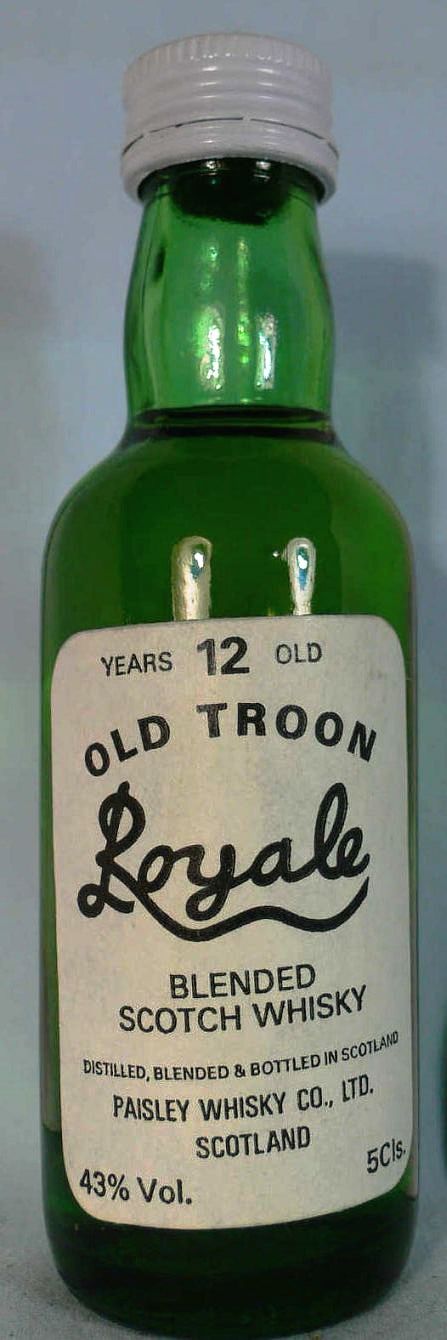 YEARS 12 OLD
OLD TROON
Royale
BLENDED
SCOTCH WHISKY
DISTILLED, BLENDED & BOTTLED IN SCOTLAND
PAISLEY WHISKY CO., LTD.
SCOTLAND
43% Vol. 5Cls.